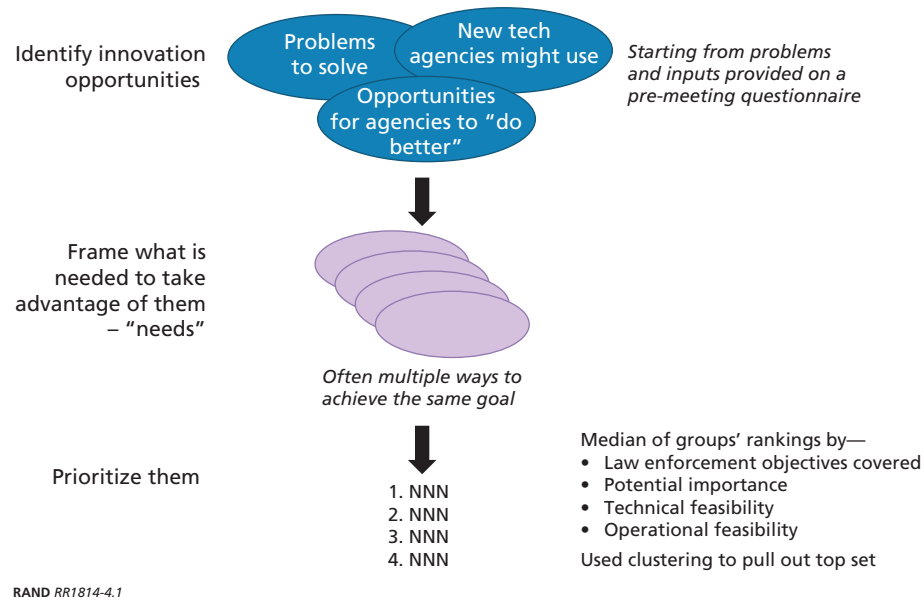 Identify innovation
opportunities
Problems
to solve
New tech
agencies might use
Opportunities
for agencies to “do
better”
Starting from problems
and inputs provided on a
pre-meeting questionnaire
Frame what is
needed to take
advantage of them
– “needs”
Often multiple ways to
achieve the same goal
Prioritize them
1. NNN
2. NNN
3. NNN
4. NNN
Median of groups’ rankings by—
• Law enforcement objectives covered
• Potential importance
• Technical feasibility
• Operational feasibility
Used clustering to pull out top set
RAND RR1814-4.1